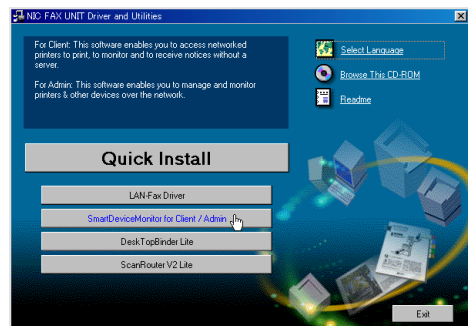 NIC FAX UNIT Driver and Utilities
For Client: This software enables you to access networked
printers to print, to monitor and to receive notices without a
server.
For Admin: This software enables you to manage and monitor
printers & other devices over the network.
Select Language
Browse This CD-ROM
Readme
Quick Install
LAN-Fax Driver
SmartDeviceMonitor for Client / Admin
DeskTopBinder Lite
ScanRouter V2 Lite
Exit